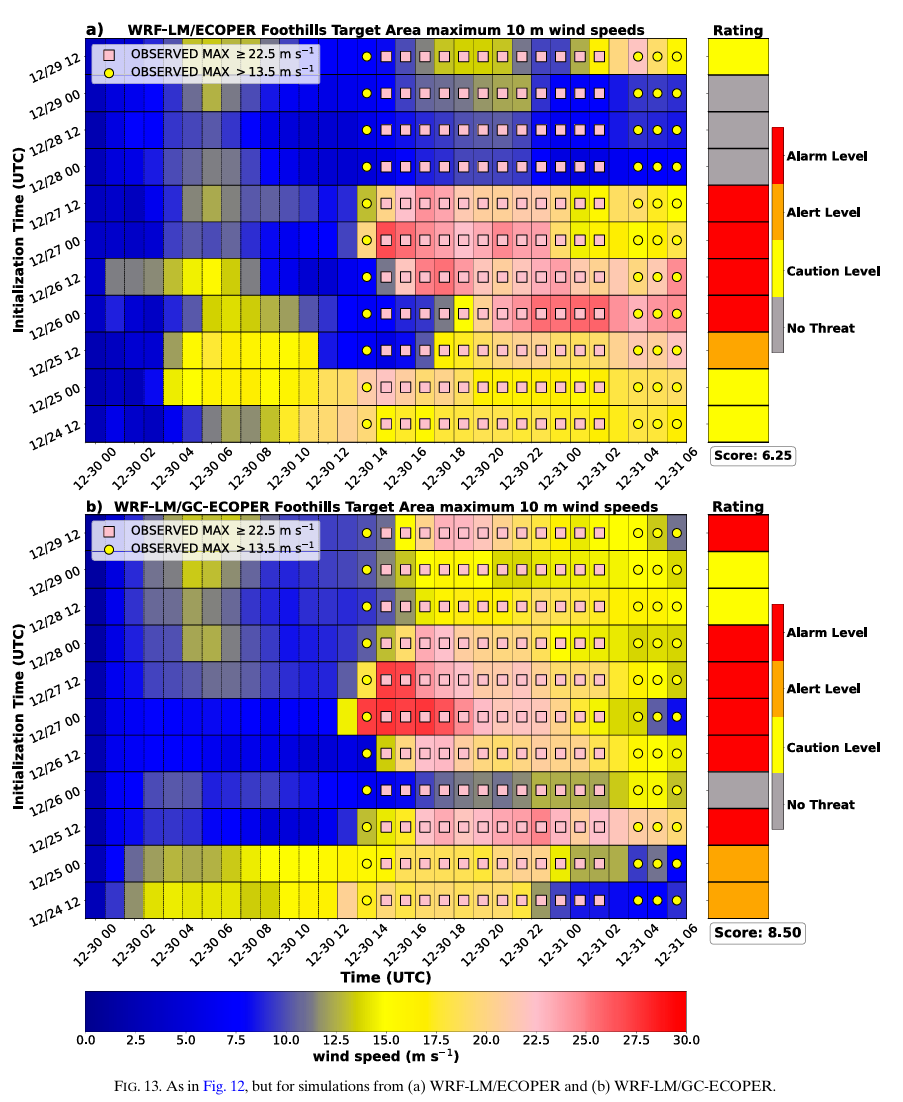 a) WRF-LM/ECOPER Foothills Target Area maximum 10 m wind speeds
Rating
OBSERVED MAX ≥ 22.5 m s⁻¹
OBSERVED MAX > 13.5 m s⁻¹
Initialization Time (UTC)
12/29 12
12/29 00
12/28 12
12/28 00
12/27 12
12/27 00
12/26 12
12/26 00
12/25 12
12/25 00
12/24 12
Alarm Level
Alert Level
Caution Level
No Threat
Score: 6.25
12-30 00 12-30 02 12-30 04 12-30 06 12-30 08 12-30 10 12-30 12 12-30 14 12-30 16 12-30 18 12-30 20 12-30 22 12-31 00 12-31 02 12-31 04 12-31 06
b) WRF-LM/GC-ECOPER Foothills Target Area maximum 10 m wind speeds
Rating
OBSERVED MAX ≥ 22.5 m s⁻¹
OBSERVED MAX > 13.5 m s⁻¹
Initialization Time (UTC)
12/29 12
12/29 00
12/28 12
12/28 00
12/27 12
12/27 00
12/26 12
12/26 00
12/25 12
12/25 00
12/24 12
Alarm Level
Alert Level
Caution Level
No Threat
Score: 8.50
12-30 00 12-30 02 12-30 04 12-30 06 12-30 08 12-30 10 12-30 12 12-30 14 12-30 16 12-30 18 12-30 20 12-30 22 12-31 00 12-31 02 12-31 04 12-31 06
Time (UTC)
0.0 2.5 5.0 7.5 10.0 12.5 15.0 17.5 20.0 22.5 25.0 27.5 30.0
wind speed (m s⁻¹)
FIG. 13. As in Fig. 12, but for simulations from (a) WRF-LM/ECOPER and (b) WRF-LM/GC-ECOPER.